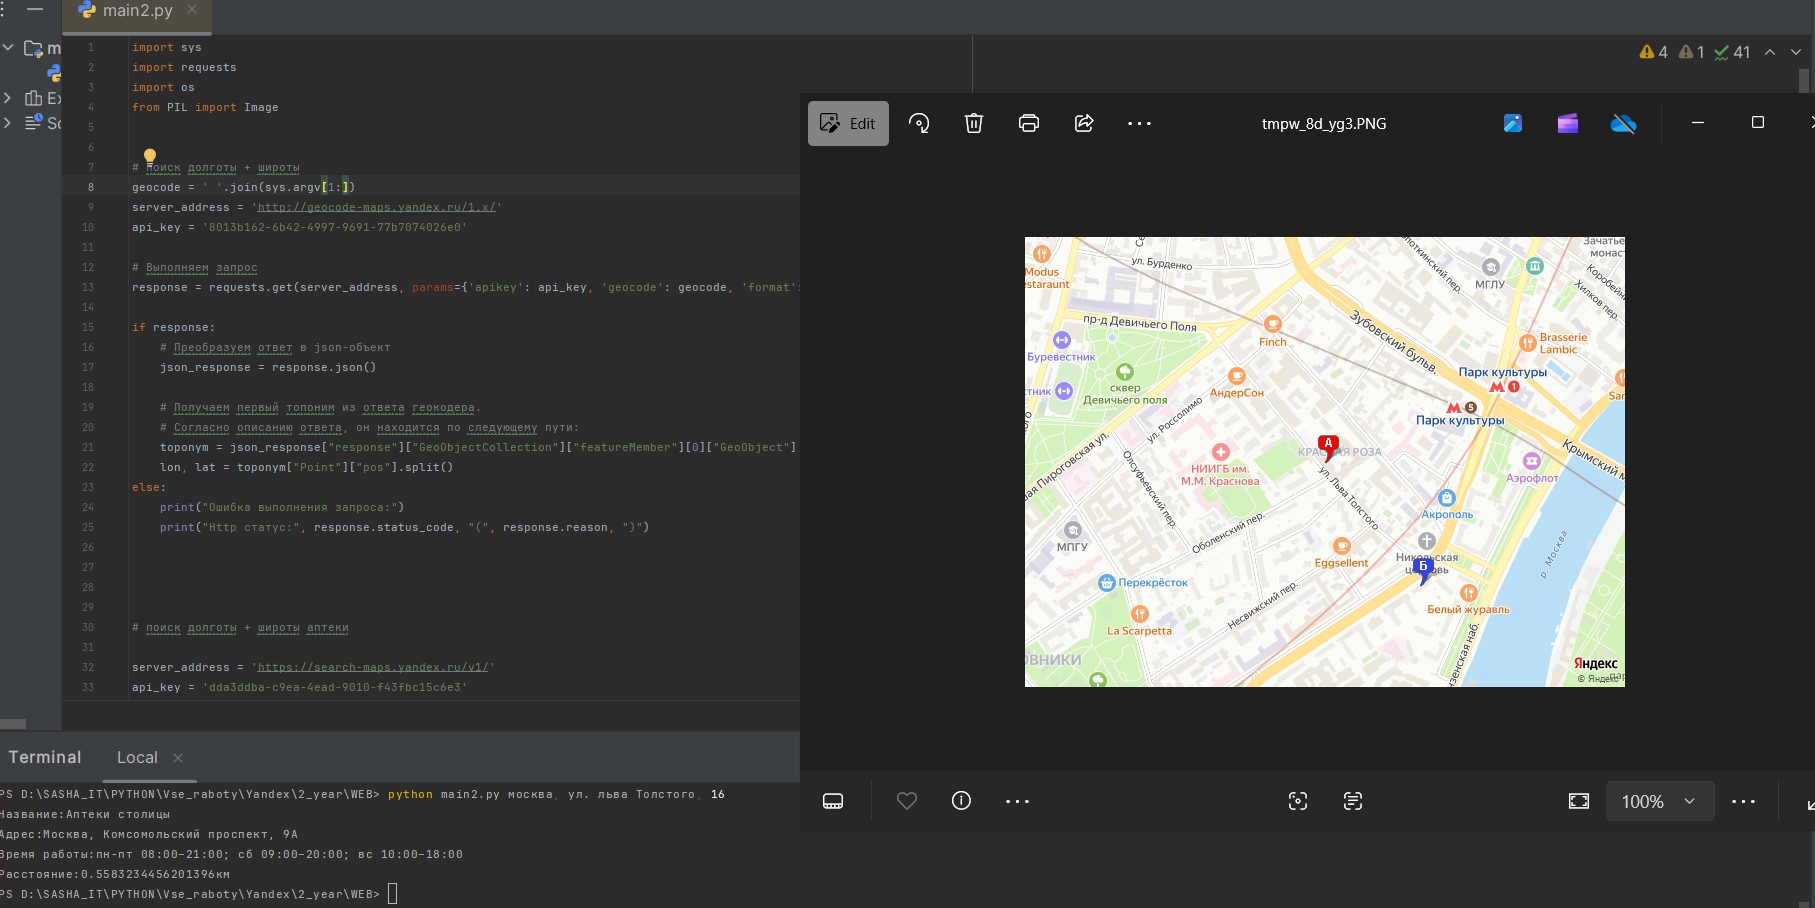 main2.py
1 import sys
2 import requests
3 import os
4 from PIL import Image
5
6
7 # поиск долготы + широты
8 geocode = ' '.join(sys.argv[1:])
9 server_address = 'http://geocode-maps.yandex.ru/1.x/'
10 api_key = '8013b162-6b42-4997-9691-77b7074026e0'
11
12 # Выполняем запрос
13 response = requests.get(server_address, params={'apikey': api_key, 'geocode': geocode, 'format':
14
15 if response:
16 # Преобразуем ответ в json-объект
17 json_response = response.json()
18
19 # Получаем первый топоним из ответа геокодера.
20 # Согласно описанию ответа, он находится по следующему пути:
21 toponym = json_response["response"]["GeoObjectCollection"]["featureMember"][0]["GeoObject"]
22 lon, lat = toponym["Point"]["pos"].split()
23 else:
24 print("Ошибка выполнения запроса:")
25 print("Http статус:", response.status_code, "(", response.reason, ")")
26
27
28
29
30 # поиск долготы + широты аптеки
31
32 server_address = 'https://search-maps.yandex.ru/v1/'
33 api_key = 'dda3ddba-c9ea-4ead-9010-f43fbc15c6e3'
m
Ex
Sc
4 1 41
Edit
tmpw_8d_yg3.PNG
Зачатье
монас
ул. Бурденко
МГЛУ
Коробейн
Хилков пер.
Modus
estaraunt
пр-д Девичьего Поля
Зубовский бульв.
Finch
Brasserie
Lambic
Буревестник
Парк культуры
1
сквер
Девичьего поля
АндерСон
тник
5
Парк культуры
San
ул. Россолимо
А
КРАСНАЯ РОЗА
Крымский м
ая Пироговская ул.
Олсуфьевский пер.
НИИГБ им.
М.М. Краснова
ул. Льва Толстого
Аэрофлот
Акрополь
МПГУ
Оболенский пер.
Eggsellent
Никольская
церковь
Б
р. Москва
Перекрёсток
Несвижский пер.
Белый журавль
La Scarpetta
ОВНИКИ
нзенская наб.
Яндекс
© Яндекс
пар
100%
Terminal
Local
PS D:\SASHA_IT\PYTHON\Vse_raboty\Yandex\2_year\WEB> python main2.py москва, ул. льва Толстого, 16
Название:Аптеки столицы
Адрес:Москва, Комсомольский проспект, 9А
Время работы:пн-пт 08:00–21:00; сб 09:00–20:00; вс 10:00–18:00
Расстояние:0.5583234456201396км
PS D:\SASHA_IT\PYTHON\Vse_raboty\Yandex\2_year\WEB>